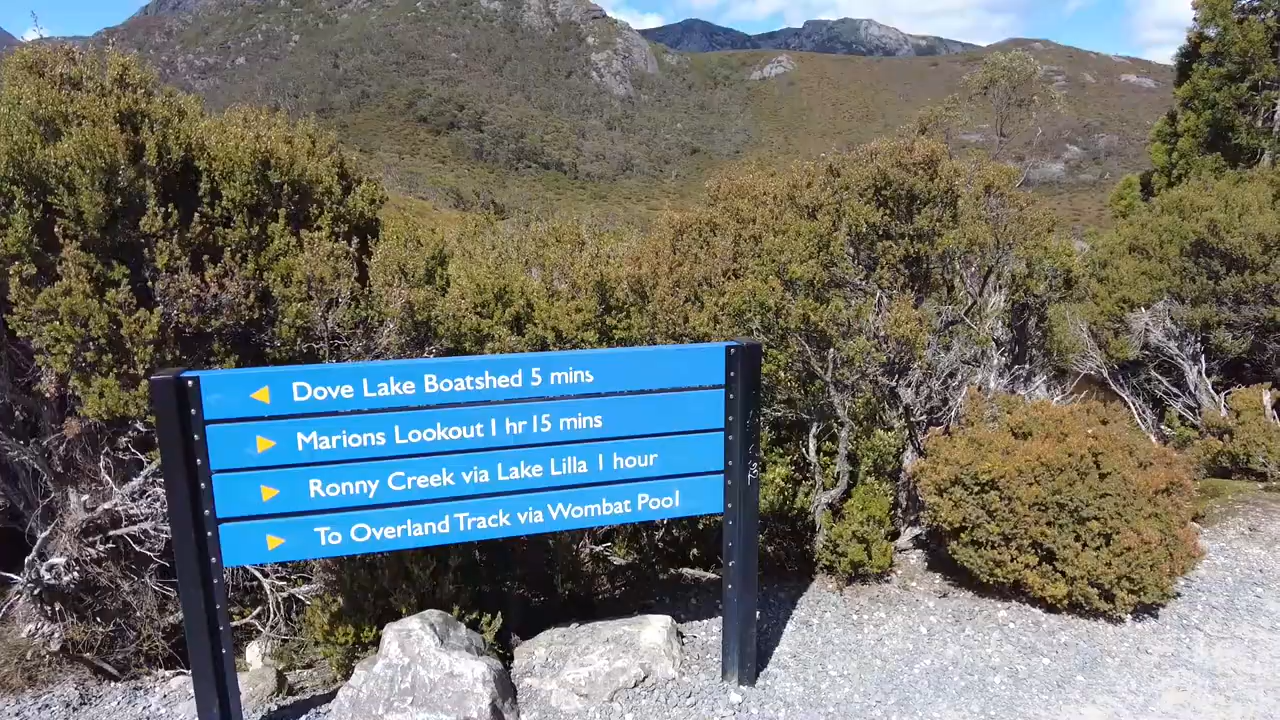 Dove Lake Boatshed 5 mins
Marions Lookout 1 hr 15 mins
Ronny Creek via Lake Lilla 1 hour
To Overland Track via Wombat Pool